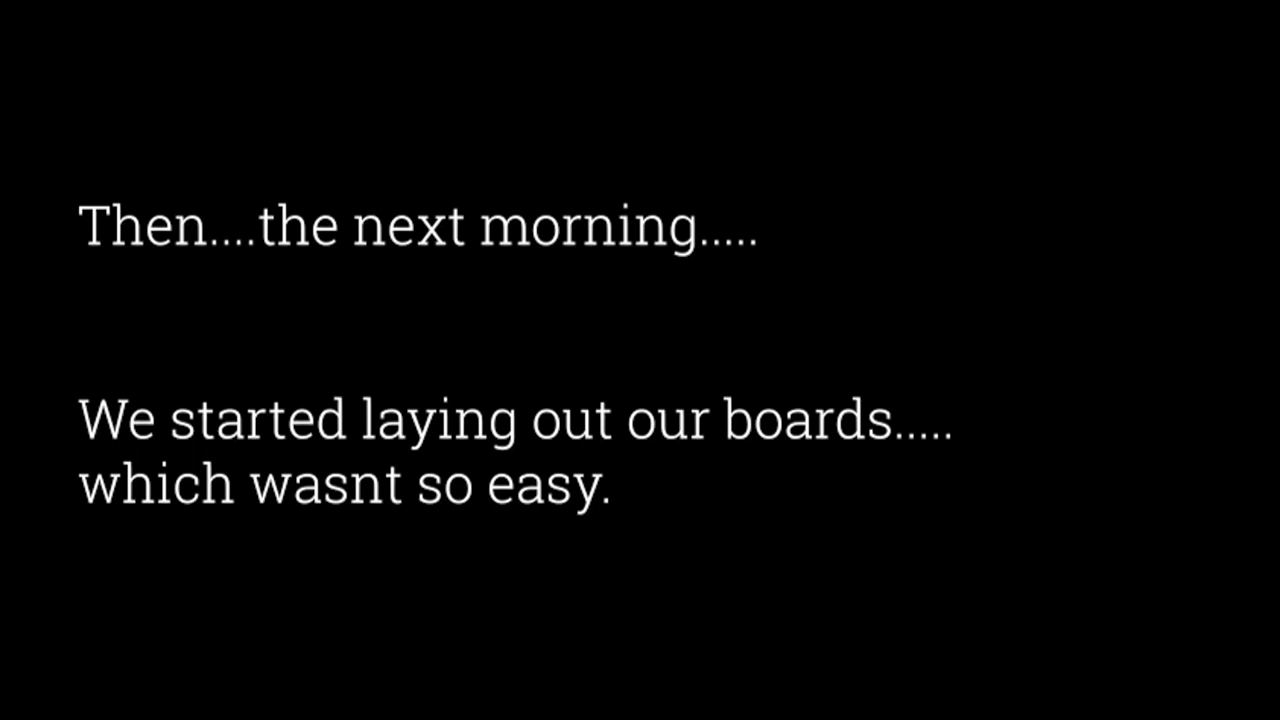 Then....the next morning.....
We started laying out our boards.....
which wasnt so easy.